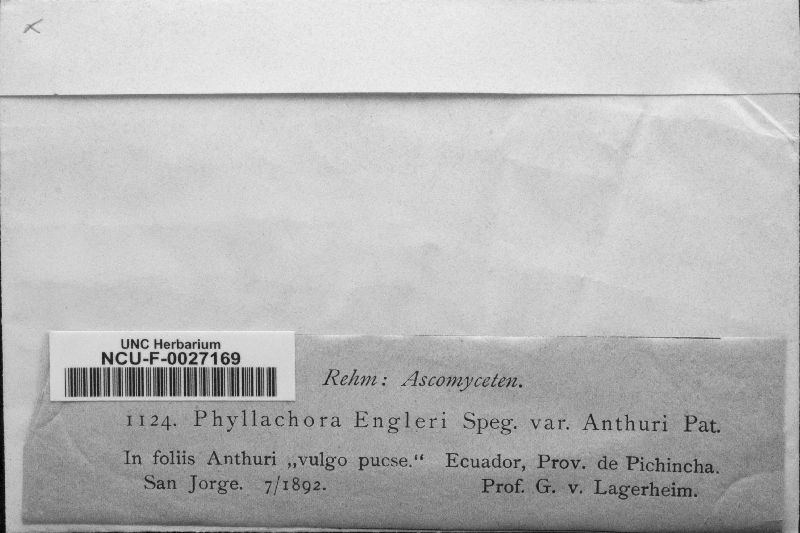 UNC Herbarium
NCU-F-0027169
Rehm: Ascomyceten.
1124. Phyllachora Engleri Speg. var. Anthuri Pat.
In foliis Anthuri „vulgo pucse.“ Ecuador, Prov. de Pichincha.
San Jorge. 7/1892. Prof. G. v. Lagerheim.